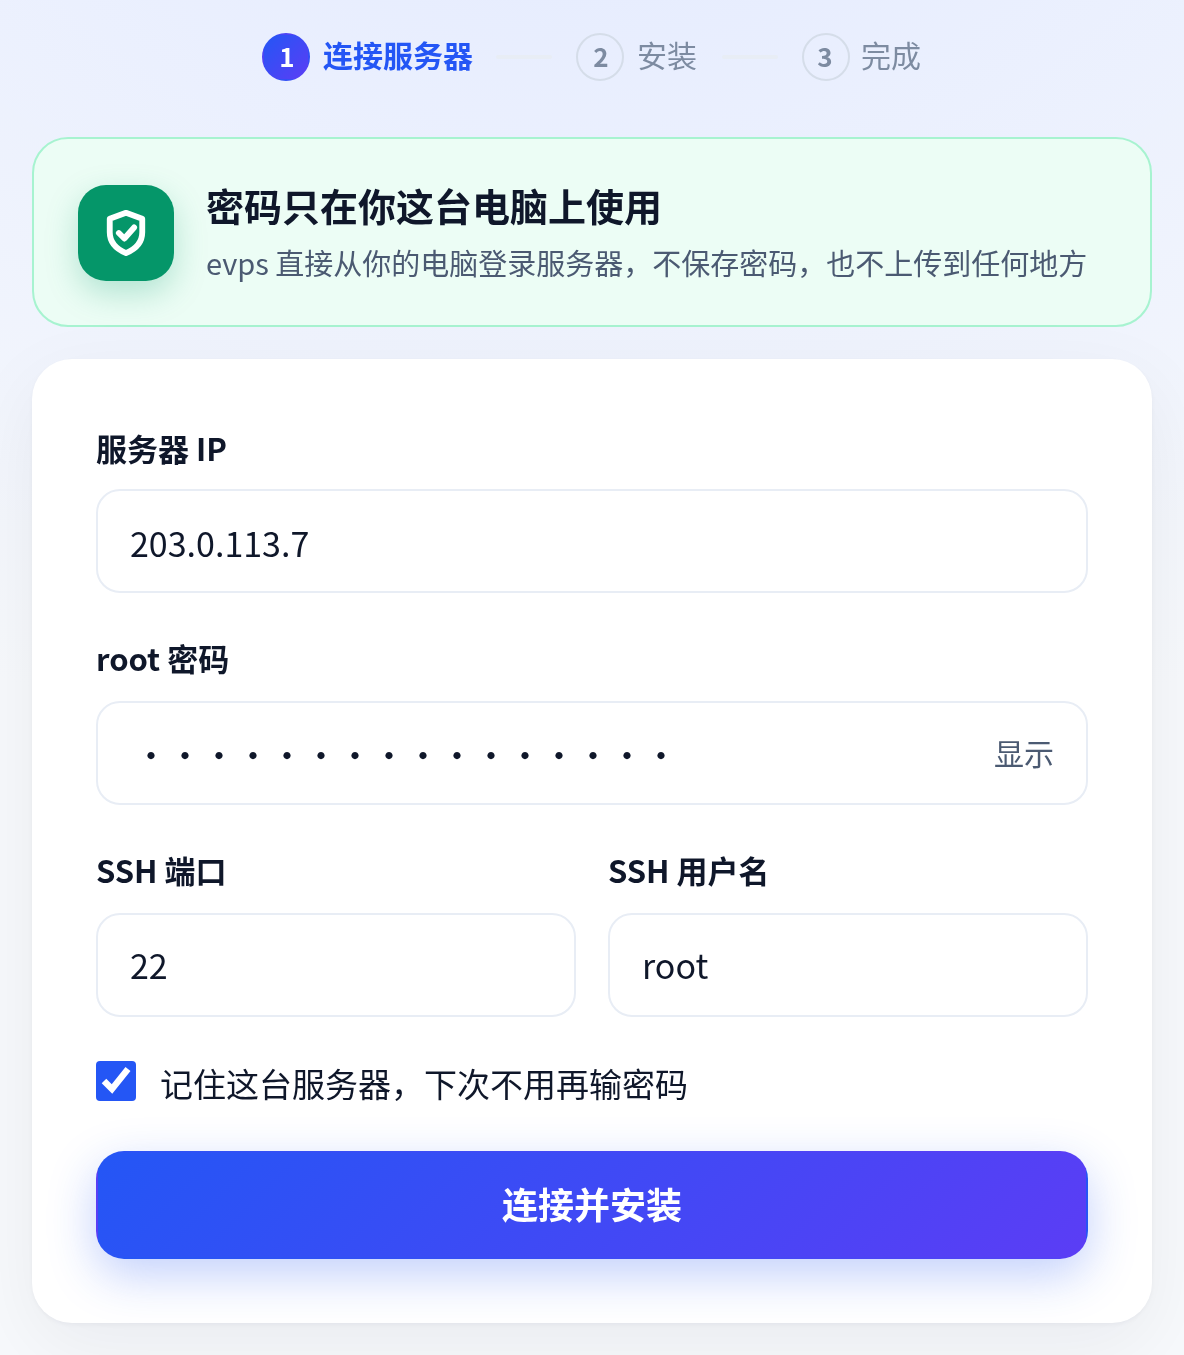 1 连接服务器 2 安装 3 完成
密码只在你这台电脑上使用
evps 直接从你的电脑登录服务器，不保存密码，也不上传到任何地方
服务器 IP
203.0.113.7
root 密码
• • • • • • • • • • • • • • • • 显示
SSH 端口 SSH 用户名
22 root
记住这台服务器，下次不用再输密码
连接并安装